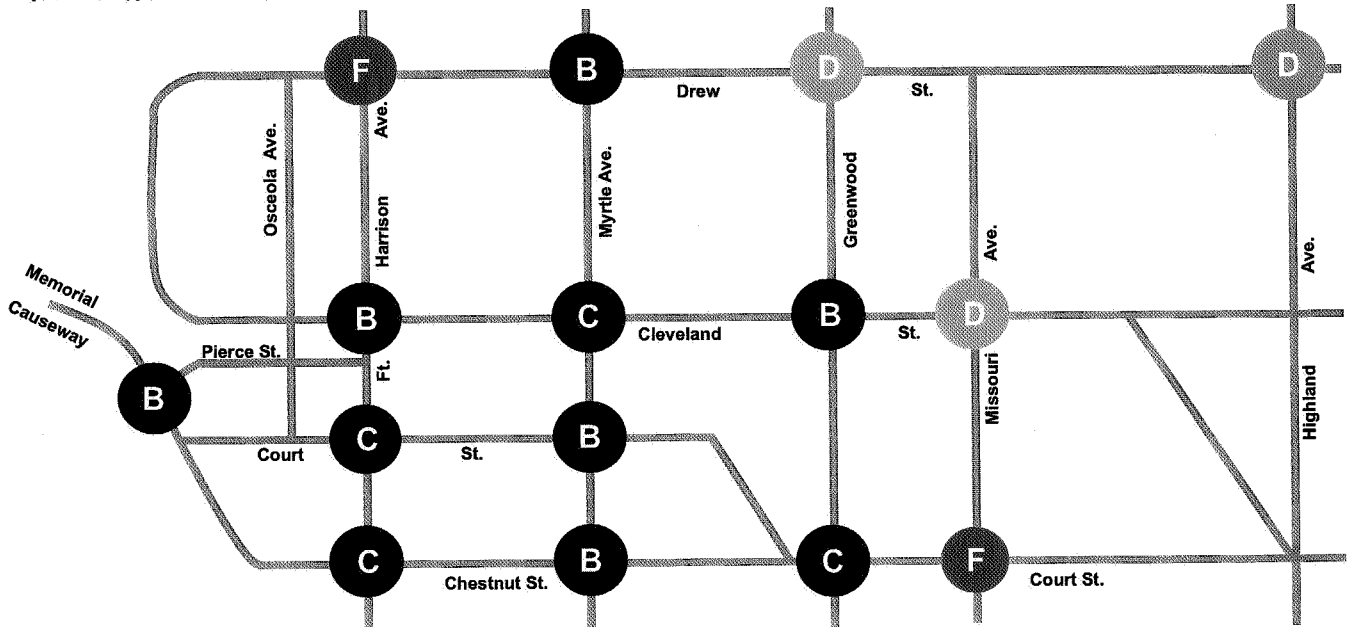 F
B
D
D
Drew
St.
Osceola Ave.
Harrison
Ave.
Myrtle Ave.
Greenwood
Ave.
Ave.
Memorial
Causeway
B
C
Cleveland
B
St.
D
Pierce St.
Ft.
Missouri
Highland
B
Court
C
St.
B
C
Chestnut St.
B
C
F
Court St.